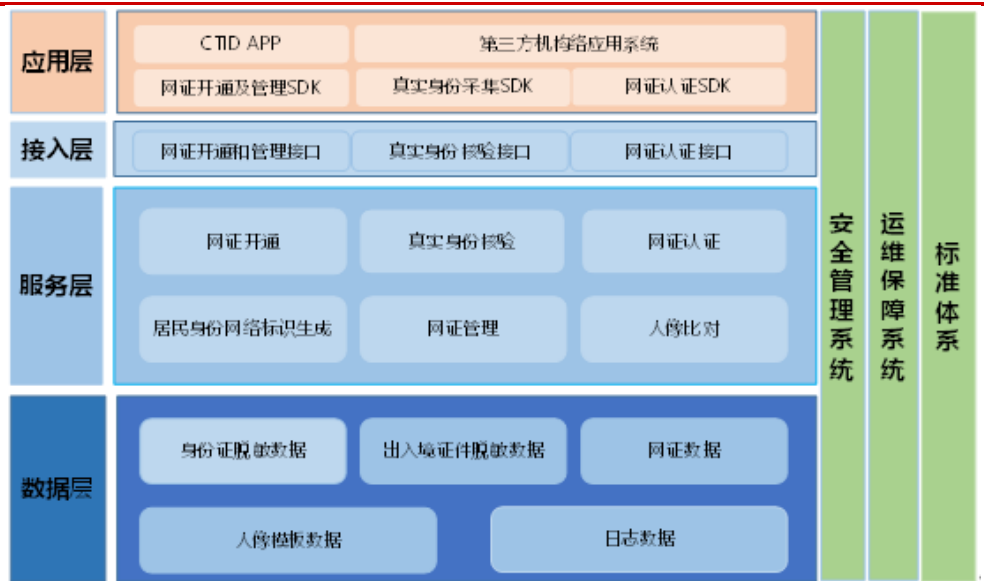 应用层
CTID APP
第三方机构络应用系统
网证开通及管理SDK
真实身份采集SDK
网证认证SDK
接入层
网证开通和管理接口
真实身份核验接口
网证认证接口
服务层
网证开通
真实身份核验
网证认证
居民身份网络标识生成
网证管理
人像比对
数据层
身份证脱敏数据
出入境证件脱敏数据
网证数据
人像模板数据
日志数据
安全管理系统
运维保障系统
标准体系